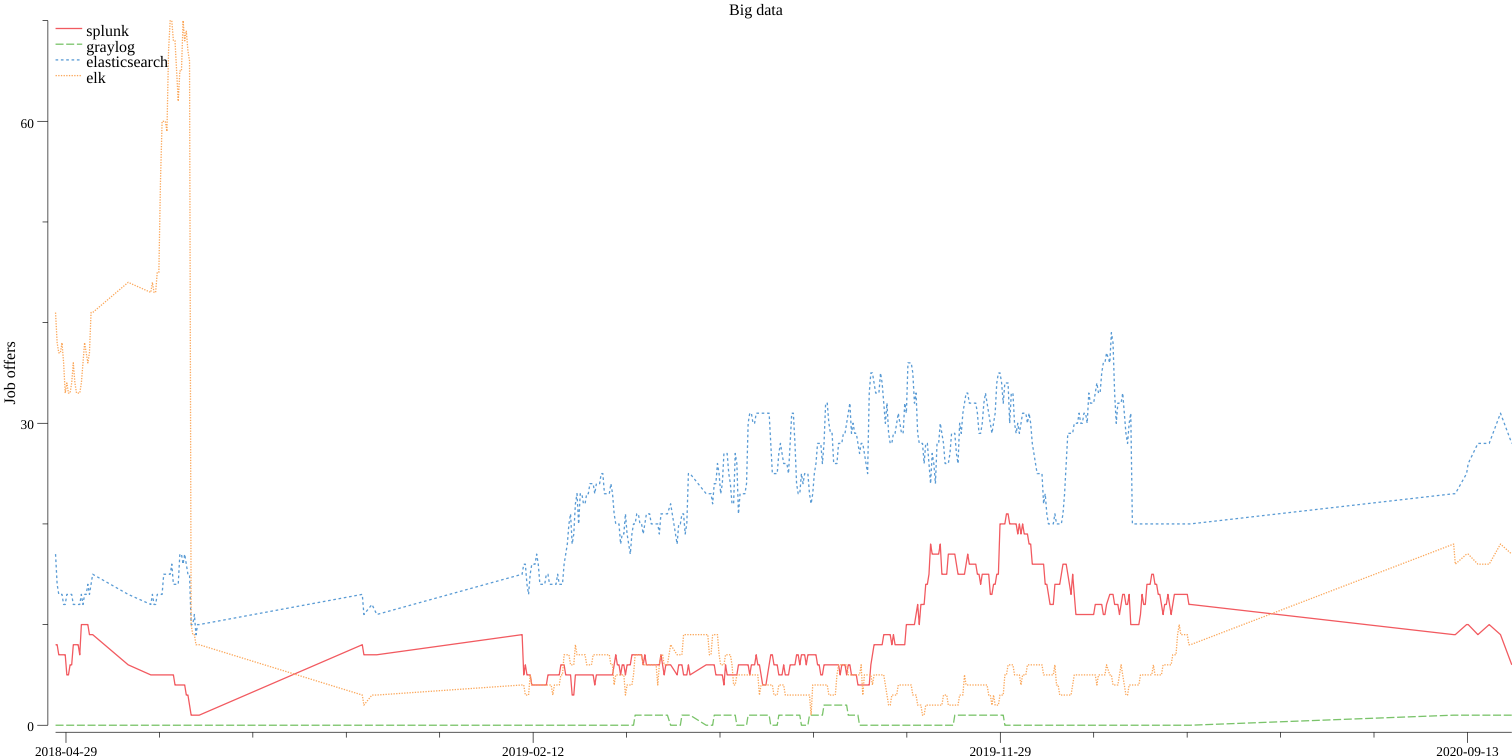 Big data
splunk
graylog
elasticsearch
elk
Job offers
60
30
0
2018-04-29
2019-02-12
2019-11-29
2020-09-13